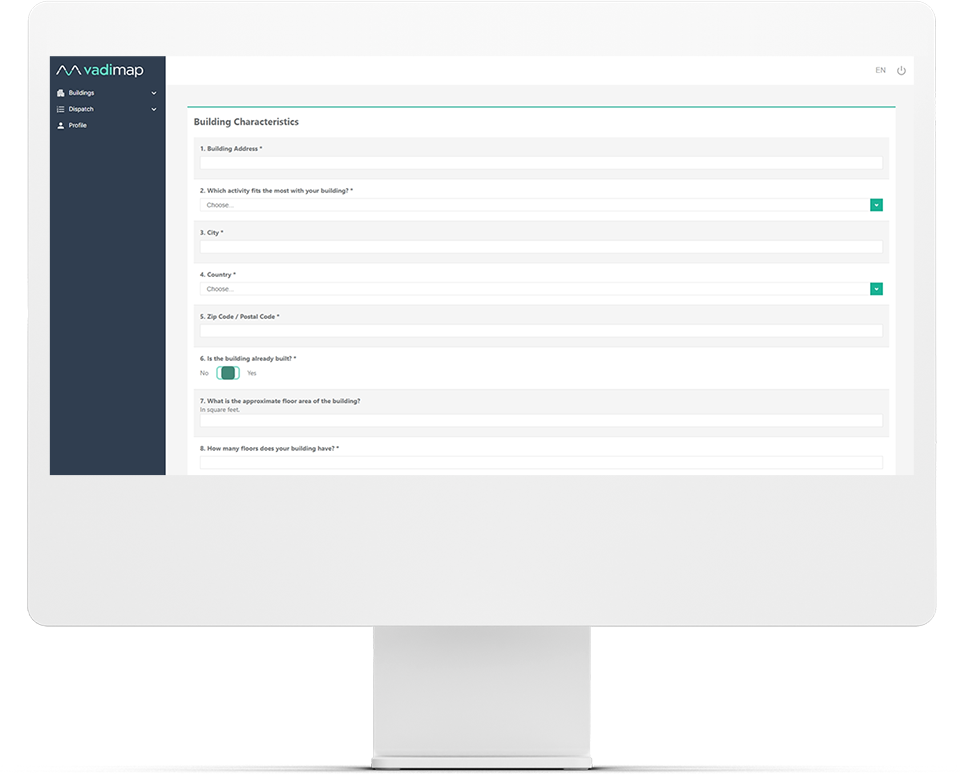 vadimap
EN
Buildings
Dispatch
Profile
Building Characteristics
1. Building Address *
2. Which activity fits the most with your building? *
Choose...
3. City *
4. Country *
Choose...
5. Zip Code / Postal Code *
6. Is the building already built? *
No Yes
7. What is the approximate floor area of the building?
In square feet.
8. How many floors does your building have? *